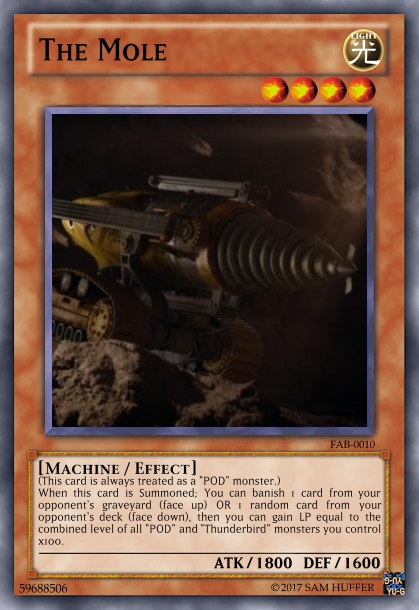 THE MOLE
LIGHT
光
FAB-0010
[MACHINE / EFFECT]
(This card is always treated as a "POD" monster.)
When this card is Summoned; You can banish 1 card from your
opponent's graveyard (face up) OR 1 random card from your
opponent's deck (face down), then you can gain LP equal to the
combined level of all "POD" and "Thunderbird" monsters you control
x100.
ATK / 1800 DEF / 1600
59688506
©2017 SAM HUFFER